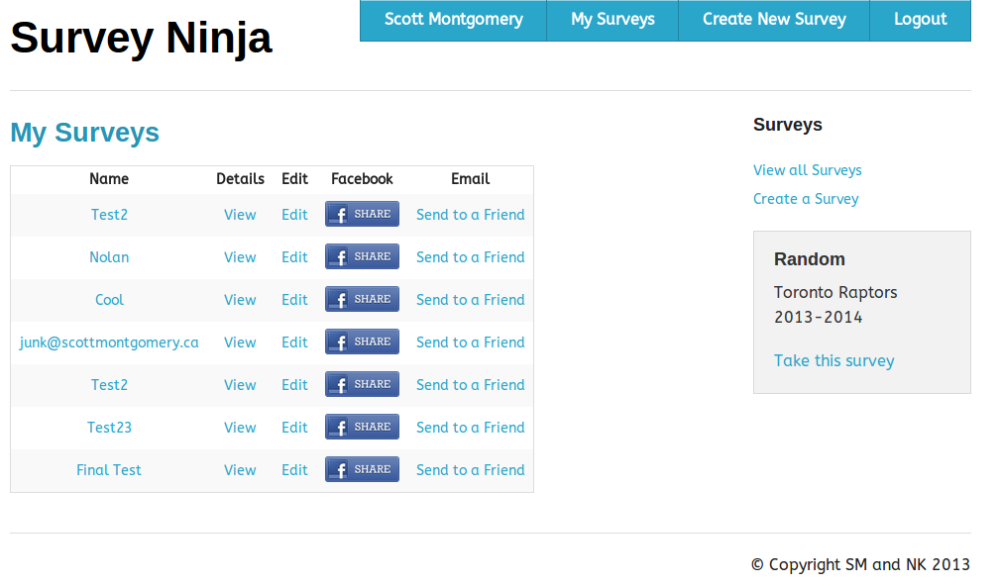 Survey Ninja
Scott Montgomery My Surveys Create New Survey Logout
My Surveys
Name Details Edit Facebook Email
Test2 View Edit f SHARE Send to a Friend
Nolan View Edit f SHARE Send to a Friend
Cool View Edit f SHARE Send to a Friend
junk@scottmontgomery.ca View Edit f SHARE Send to a Friend
Test2 View Edit f SHARE Send to a Friend
Test23 View Edit f SHARE Send to a Friend
Final Test View Edit f SHARE Send to a Friend
Surveys
View all Surveys
Create a Survey
Random
Toronto Raptors
2013-2014
Take this survey
© Copyright SM and NK 2013